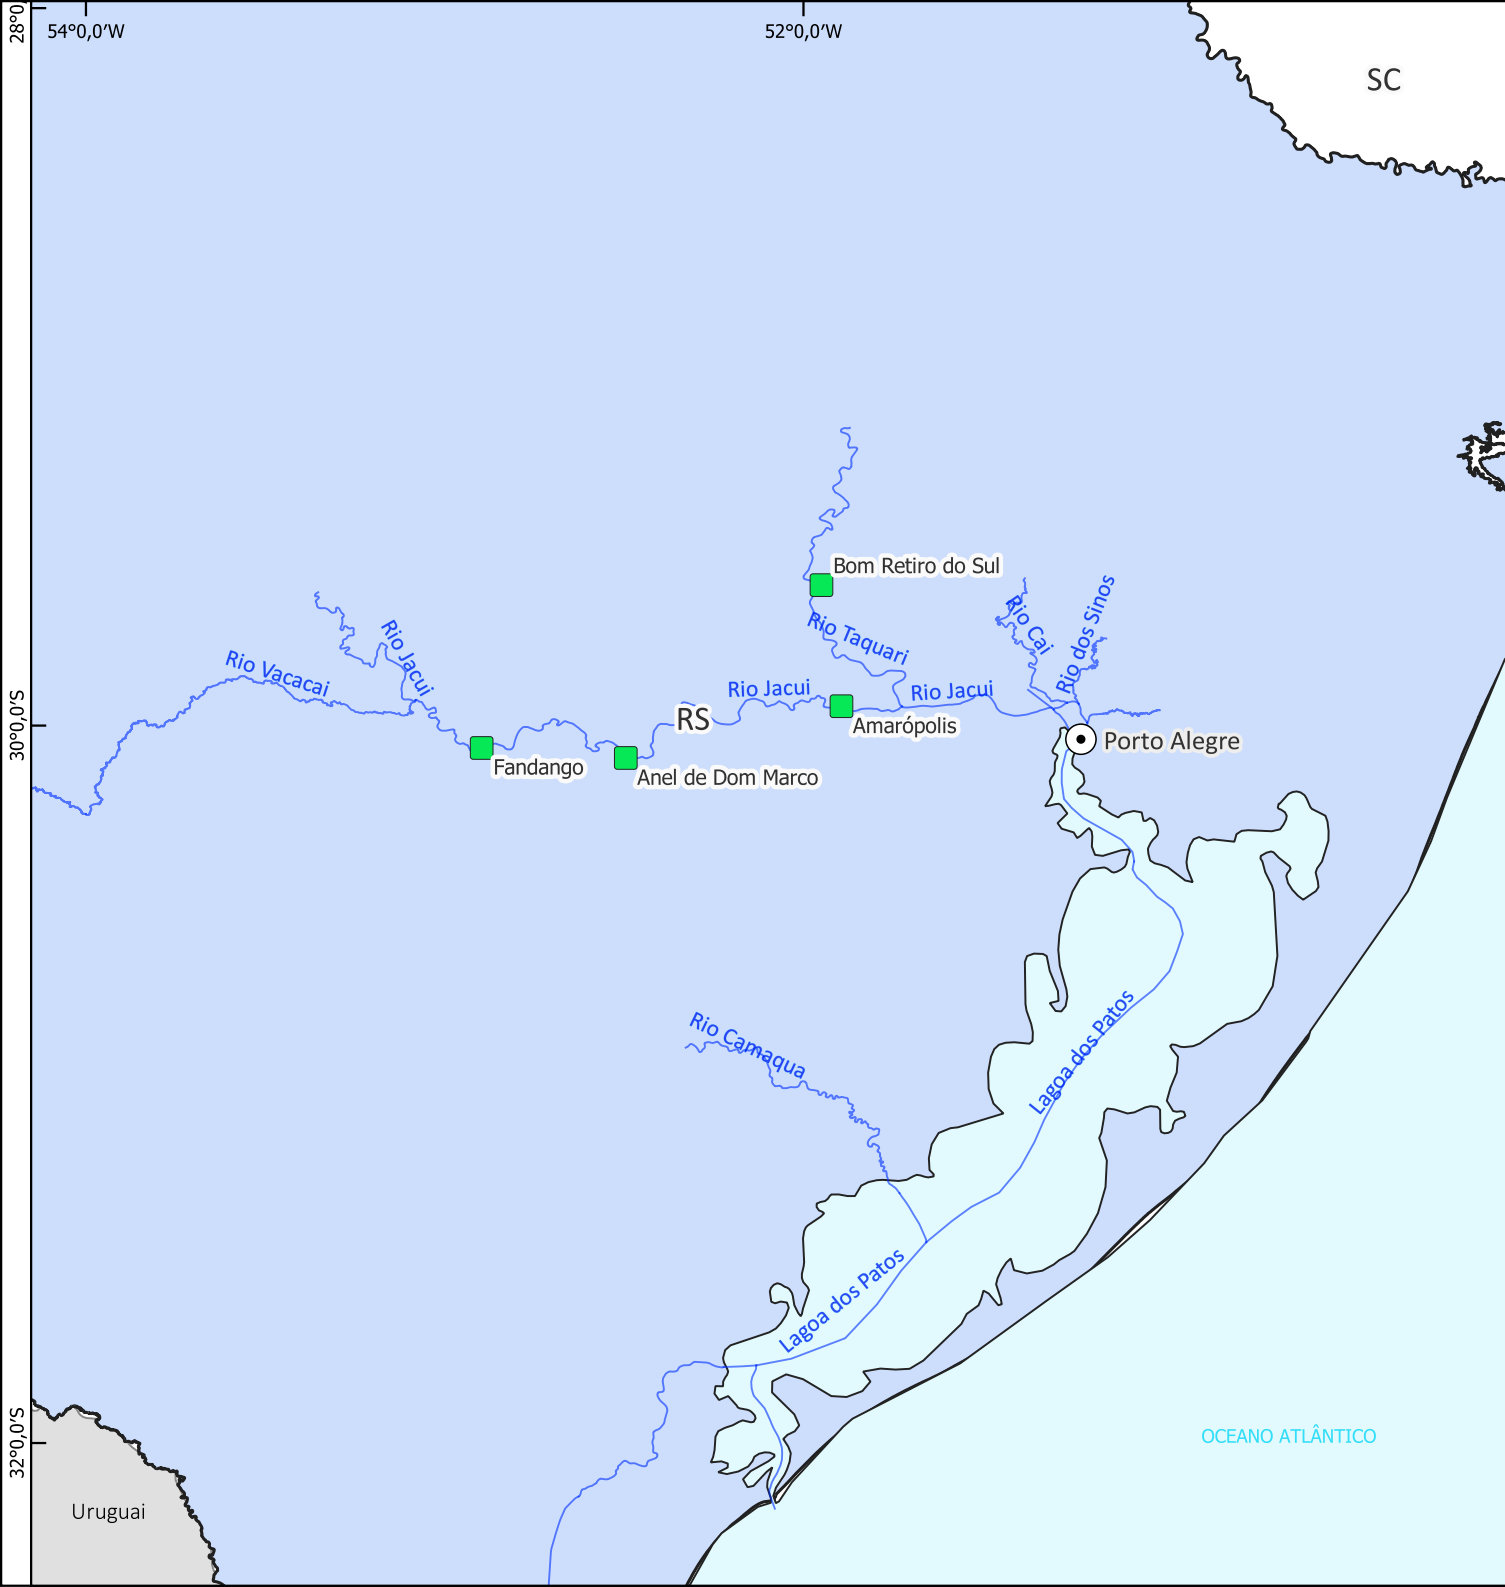 28°0,
54°0,0'W
52°0,0'W
SC
Bom Retiro do Sul
Rio Taquari
Rio Cai
Rio dos Sinos
Rio Jacui
Rio Vacacai
Rio Jacui
Rio Jacui
RS
30°0,0'S
Amarópolis
Porto Alegre
Fandango
Anel de Dom Marco
Rio Camaqua
Lagoa dos Patos
Lagoa dos Patos
32°0,0'S
OCEANO ATLÂNTICO
Uruguai